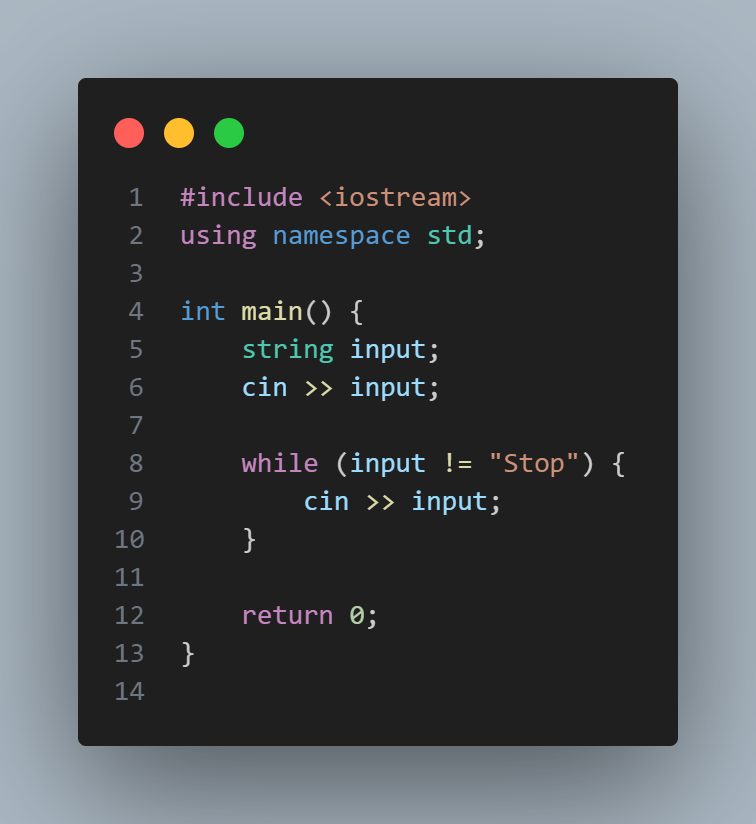 1 #include <iostream>
2 using namespace std;
3
4 int main() {
5     string input;
6     cin >> input;
7
8     while (input != "Stop") {
9         cin >> input;
10     }
11
12     return 0;
13 }
14